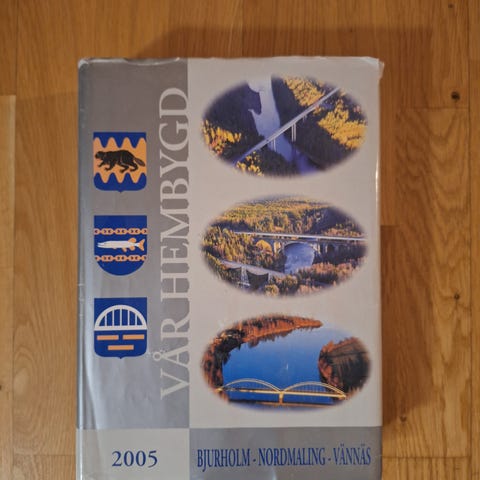 VÅR HEMBYGD
2005
BJURHOLM - NORDMALING - VÄNNÄS